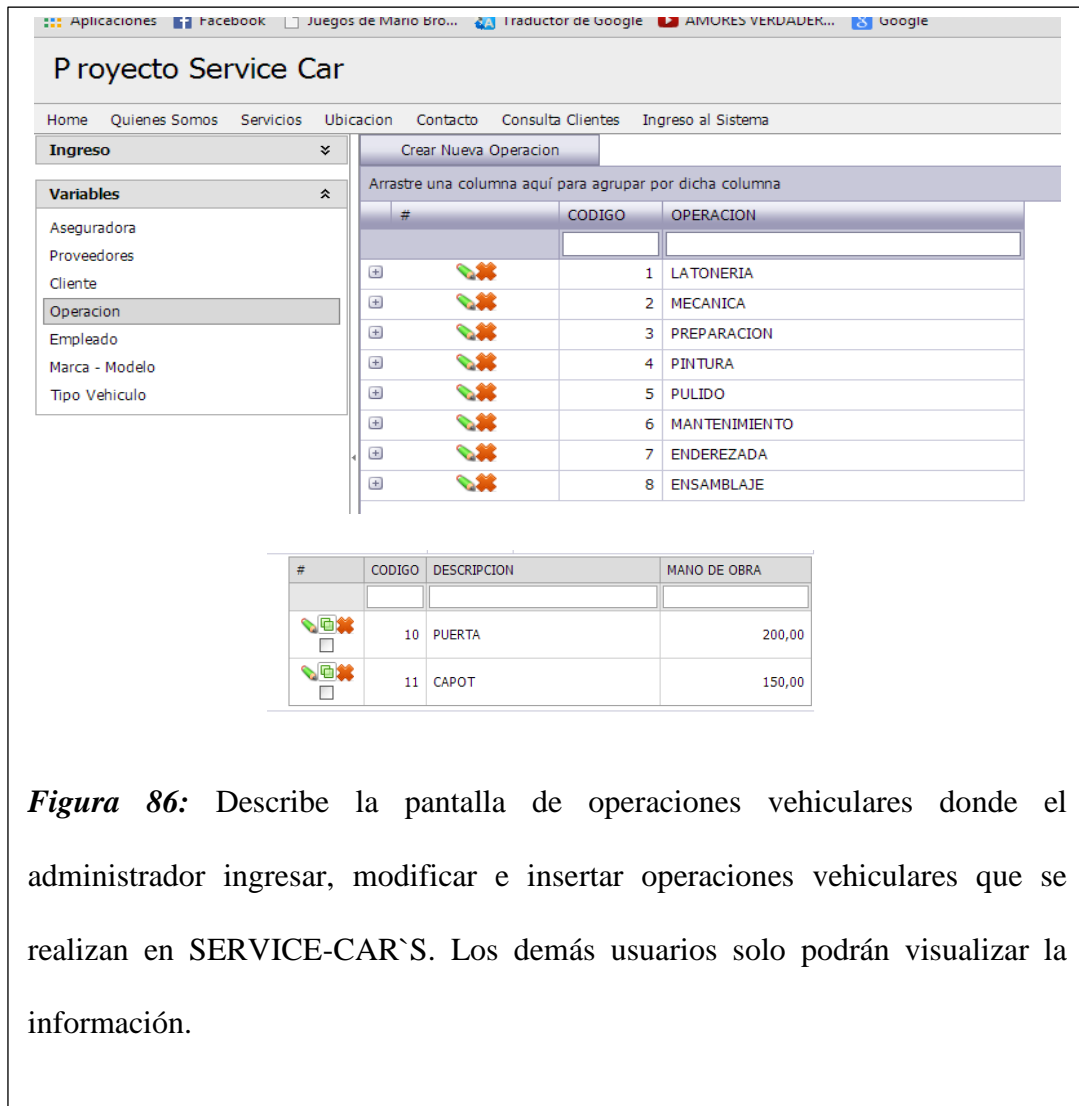 Aplicaciones Facebook Juegos de Mario Bro... Traductor de Google AMORES VERDADER... Google
P royecto Service Car
Home Quienes Somos Servicios Ubicacion Contacto Consulta Clientes Ingreso al Sistema
Ingreso
Variables
Aseguradora
Proveedores
Cliente
Operacion
Empleado
Marca - Modelo
Tipo Vehiculo
Crear Nueva Operacion
Arrastre una columna aquí para agrupar por dicha columna
# CODIGO OPERACION
1 LATONERIA
2 MECANICA
3 PREPARACION
4 PINTURA
5 PULIDO
6 MANTENIMIENTO
7 ENDEREZADA
8 ENSAMBLAJE
# CODIGO DESCRIPCION MANO DE OBRA
10 PUERTA 200,00
11 CAPOT 150,00
Figura 86: Describe la pantalla de operaciones vehiculares donde el
administrador ingresar, modificar e insertar operaciones vehiculares que se
realizan en SERVICE-CAR`S. Los demás usuarios solo podrán visualizar la
información.